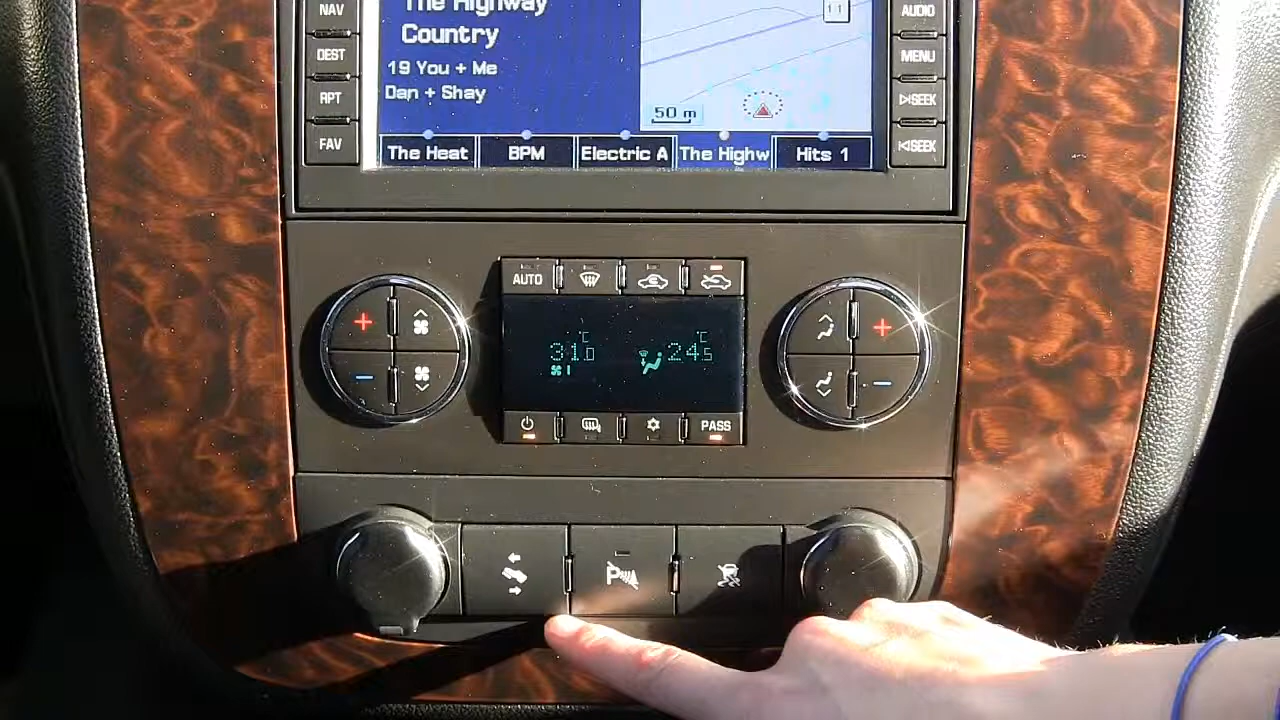 NAV
The Highway
11
AUDIO
DEST
Country
MENU
19 You + Me
RPT
Dan + Shay
SEEK
50 m
FAV
The Heat
BPM
Electric A
The Highw
Hits 1
SEEK
AUTO
31.0 °C
24.5 °C
PASS
P